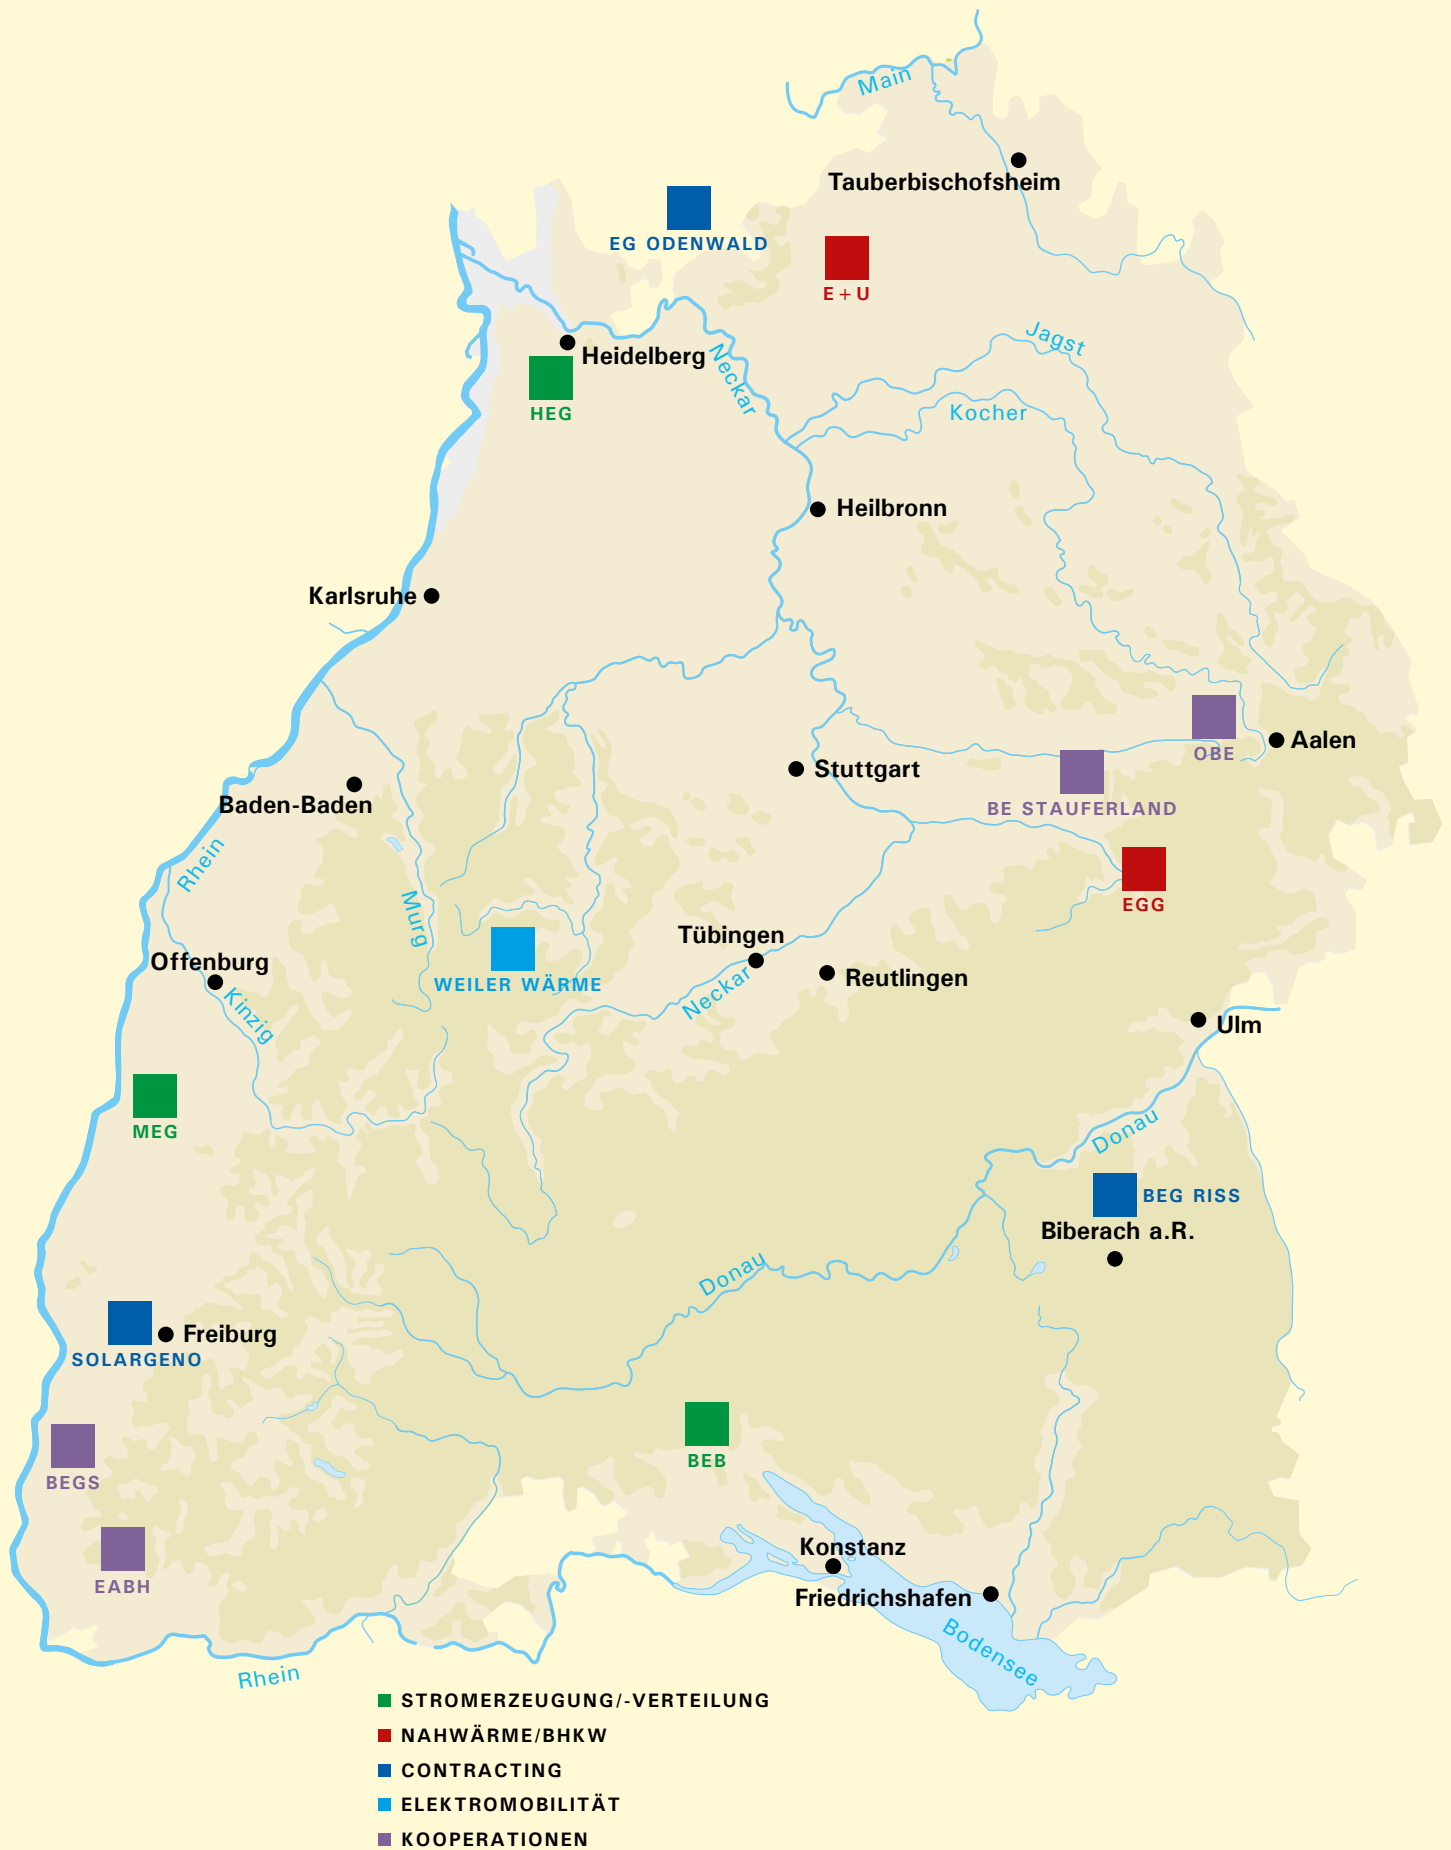 Main
Tauberbischofsheim
EG ODENWALD
E + U
Jagst
Heidelberg
Neckar
HEG
Kocher
Heilbronn
Karlsruhe
Aalen
OBE
Stuttgart
Baden-Baden
BE STAUFERLAND
Rhein
EGG
Murg
Tübingen
Offenburg
Reutlingen
WEILER WÄRME
Neckar
Kinzig
Ulm
MEG
Donau
BEG RISS
Biberach a.R.
Donau
Freiburg
SOLARGENO
BEB
BEGS
Konstanz
EABH
Friedrichshafen
Bodensee
Rhein
STROMERZEUGUNG/-VERTEILUNG
NAHWÄRME/BHKW
CONTRACTING
ELEKTROMOBILITÄT
KOOPERATIONEN